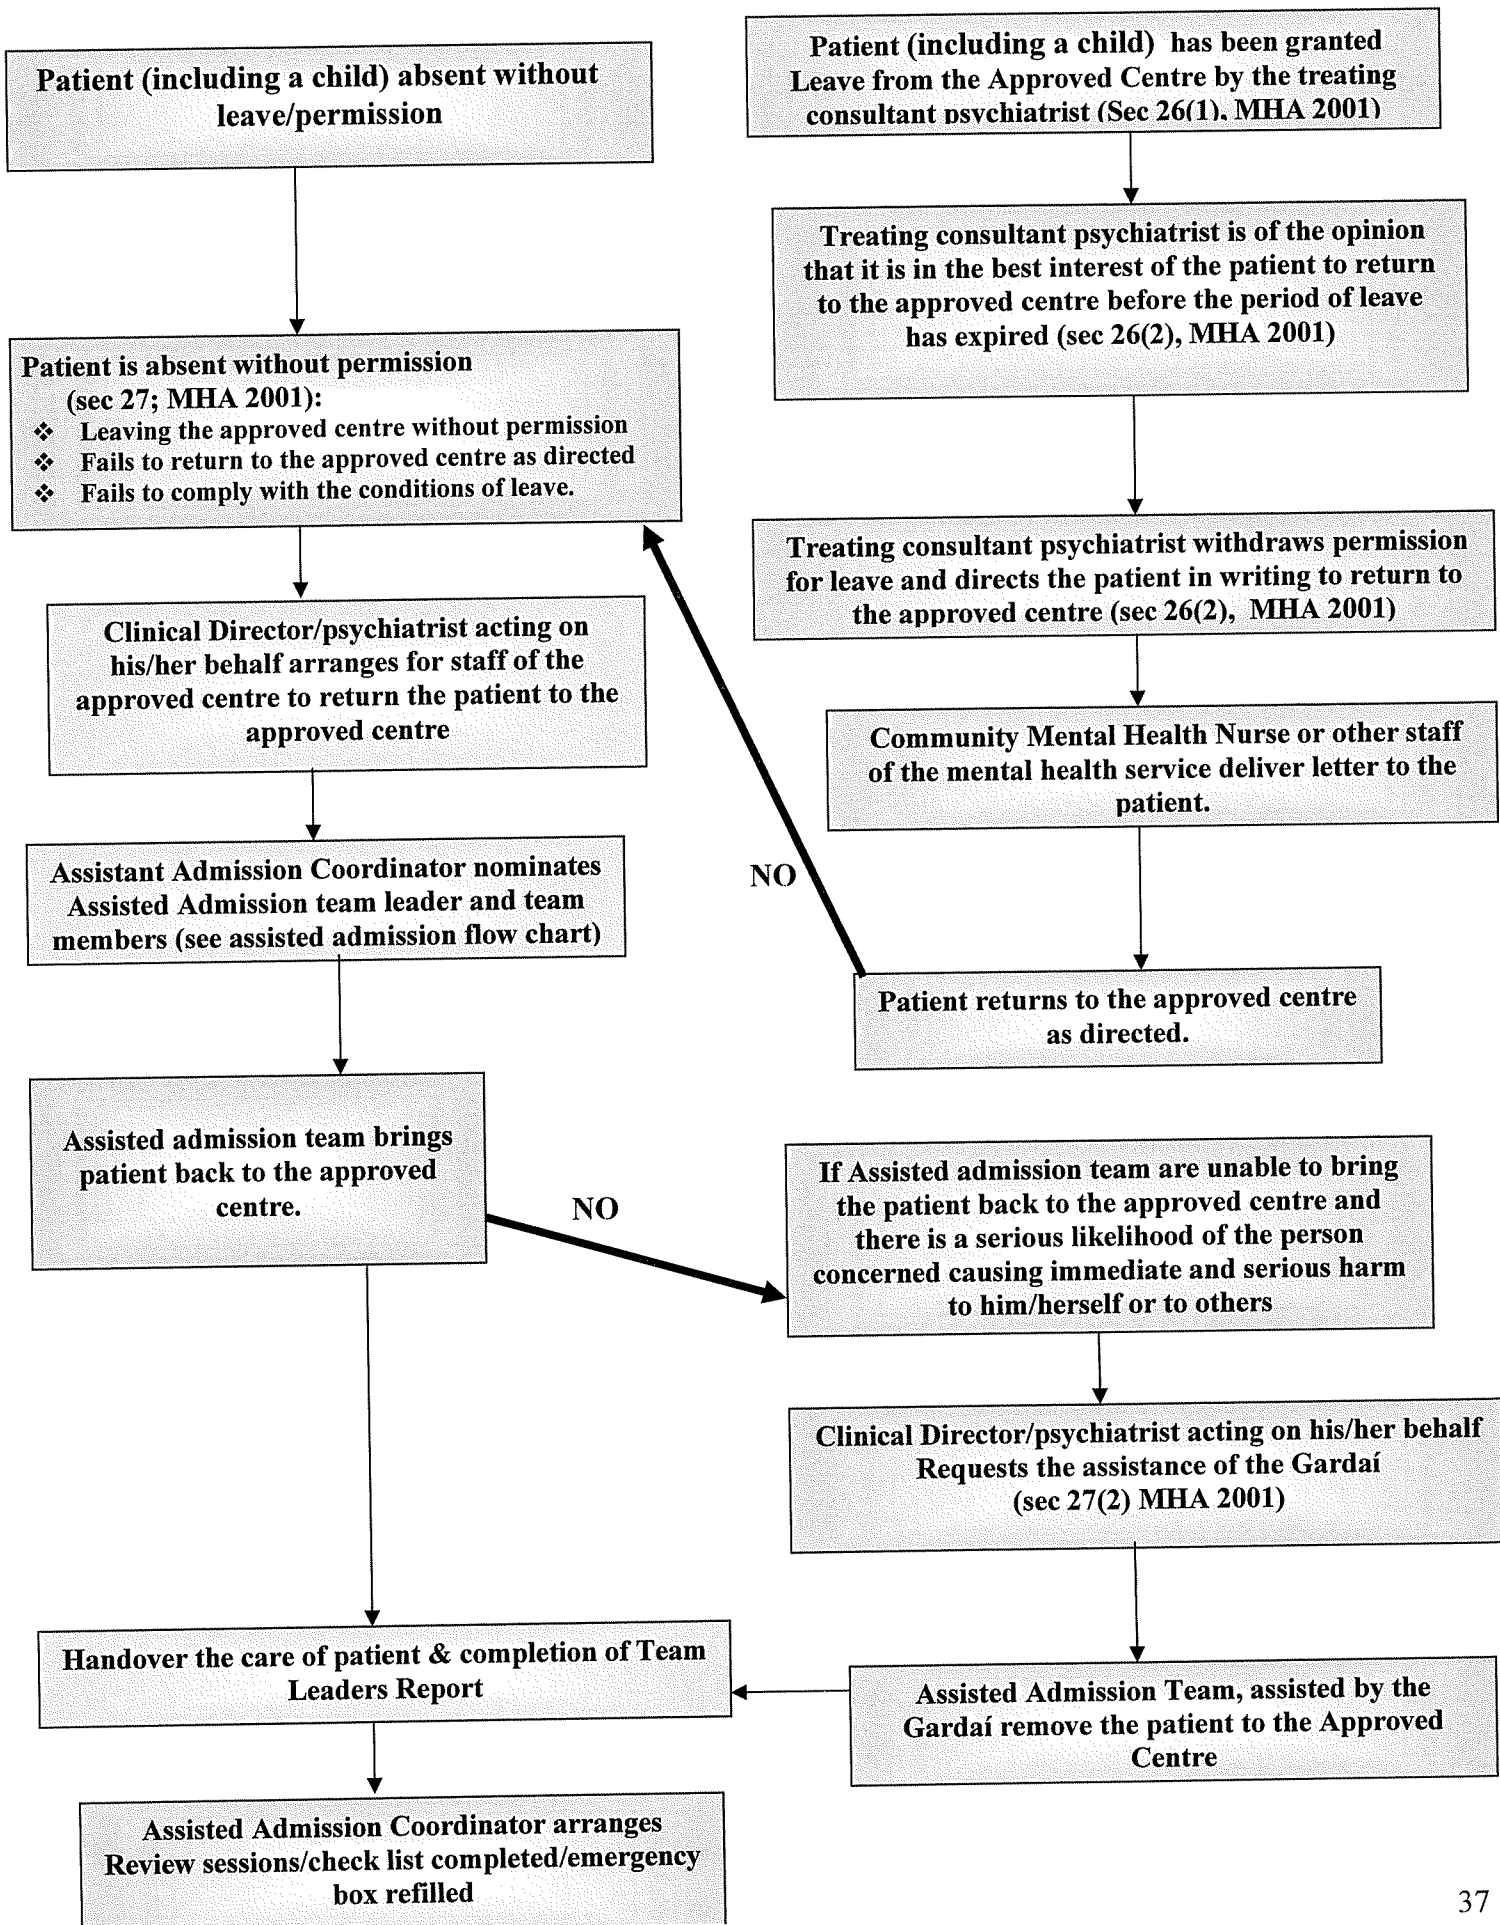 Patient (including a child) absent without
leave/permission
Patient is absent without permission
(sec 27; MHA 2001):
❖ Leaving the approved centre without permission
❖ Fails to return to the approved centre as directed
❖ Fails to comply with the conditions of leave.
Clinical Director/psychiatrist acting on
his/her behalf arranges for staff of the
approved centre to return the patient to the
approved centre
Assistant Admission Coordinator nominates
Assisted Admission team leader and team
members (see assisted admission flow chart)
Assisted admission team brings
patient back to the approved
centre.
NO
Patient (including a child) has been granted
Leave from the Approved Centre by the treating
consultant psychiatrist (Sec 26(1), MHA 2001)
Treating consultant psychiatrist is of the opinion
that it is in the best interest of the patient to return
to the approved centre before the period of leave
has expired (sec 26(2), MHA 2001)
Treating consultant psychiatrist withdraws permission
for leave and directs the patient in writing to return to
the approved centre (sec 26(2), MHA 2001)
Community Mental Health Nurse or other staff
of the mental health service deliver letter to the
patient.
NO
Patient returns to the approved centre
as directed.
If Assisted admission team are unable to bring
the patient back to the approved centre and
there is a serious likelihood of the person
concerned causing immediate and serious harm
to him/herself or to others
Clinical Director/psychiatrist acting on his/her behalf
Requests the assistance of the Gardaí
(sec 27(2) MHA 2001)
Assisted Admission Team, assisted by the
Gardaí remove the patient to the Approved
Centre
Handover the care of patient & completion of Team
Leaders Report
Assisted Admission Coordinator arranges
Review sessions/check list completed/emergency
box refilled
37